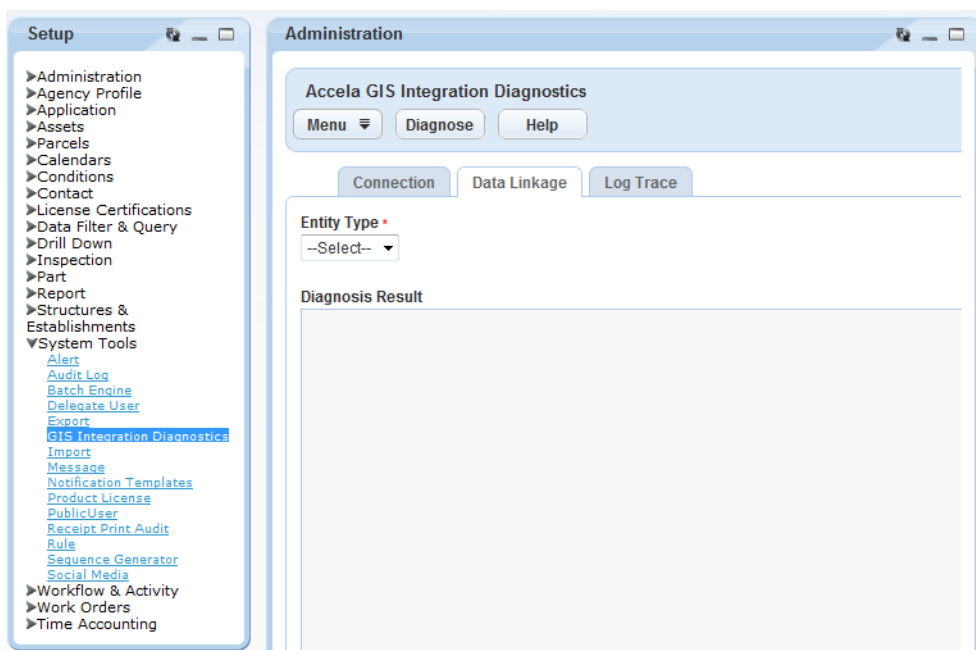 Setup
Administration
Agency Profile
Application
Assets
Parcels
Calendars
Conditions
Contact
License Certifications
Data Filter & Query
Drill Down
Inspection
Part
Report
Structures &
Establishments
System Tools
Alert
Audit Log
Batch Engine
Delegate User
Export
GIS Integration Diagnostics
Import
Message
Notification Templates
Product License
PublicUser
Receipt Print Audit
Rule
Sequence Generator
Social Media
Workflow & Activity
Work Orders
Time Accounting
Administration
Accela GIS Integration Diagnostics
Menu Diagnose Help
Connection Data Linkage Log Trace
Entity Type *
--Select--
Diagnosis Result